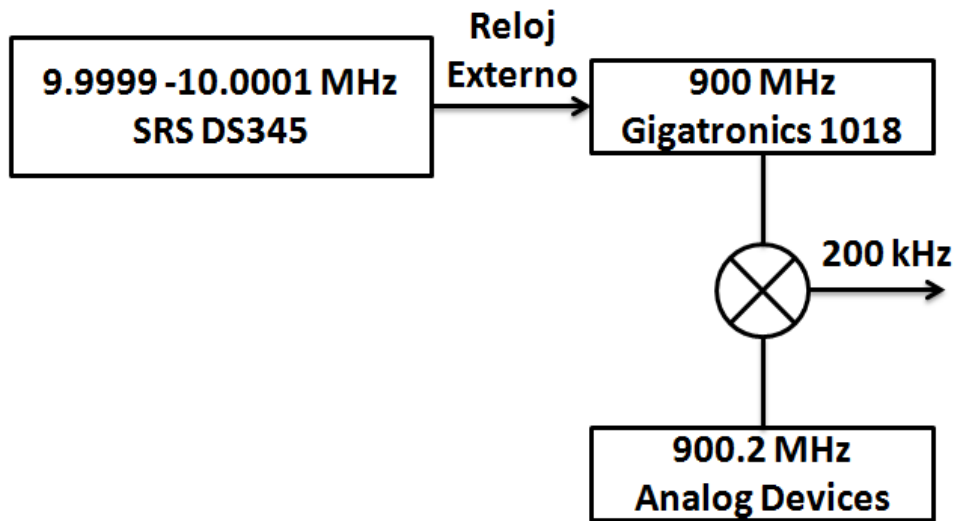 Reloj
Externo
9.9999 -10.0001 MHz
SRS DS345
900 MHz
Gigatronics 1018
200 kHz
900.2 MHz
Analog Devices